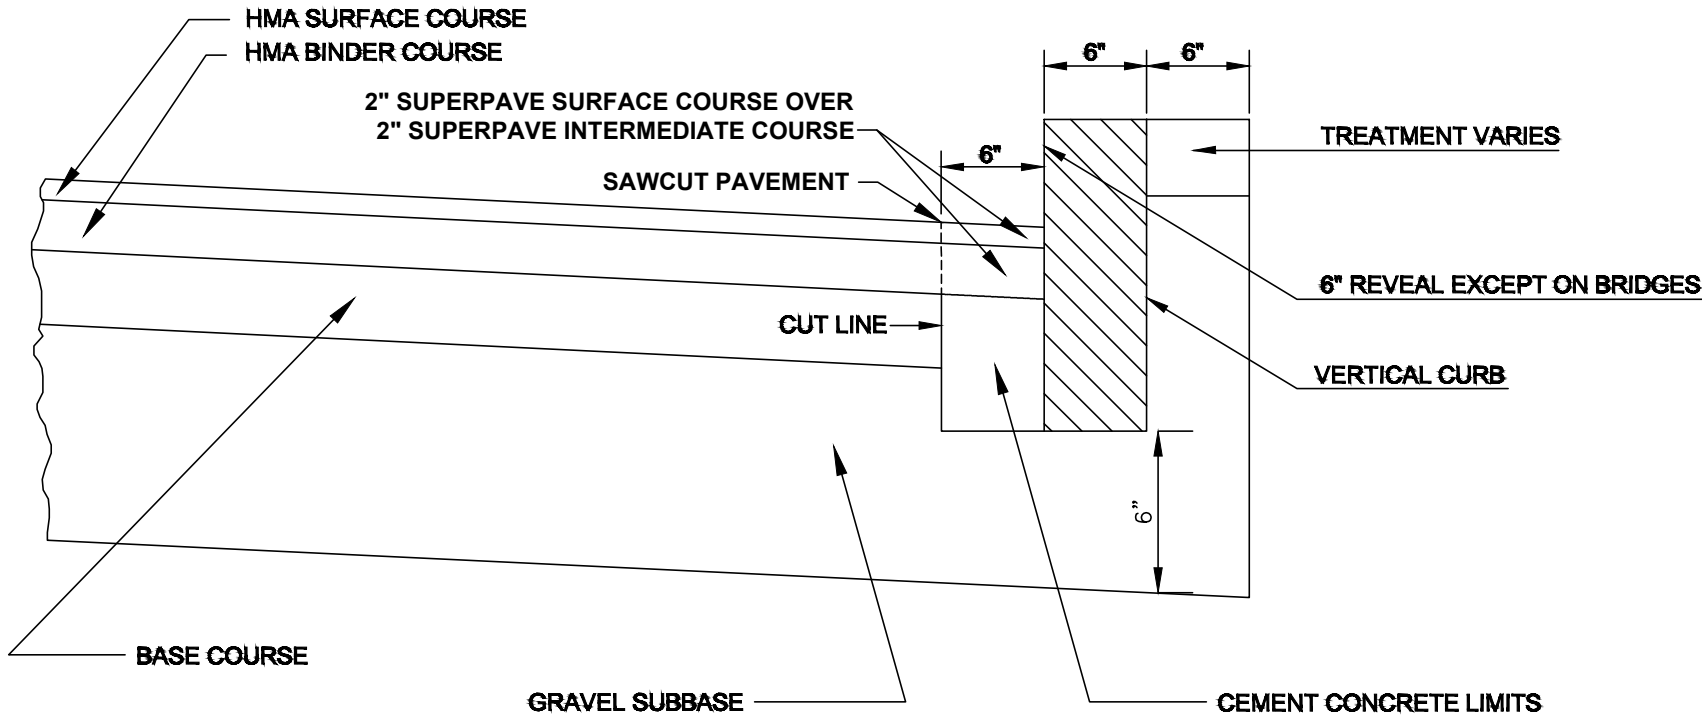 HMA SURFACE COURSE
HMA BINDER COURSE
6"
6"
2" SUPERPAVE SURFACE COURSE OVER
2" SUPERPAVE INTERMEDIATE COURSE
TREATMENT VARIES
6"
SAWCUT PAVEMENT
6" REVEAL EXCEPT ON BRIDGES
CUT LINE
VERTICAL CURB
6"
BASE COURSE
GRAVEL SUBBASE
CEMENT CONCRETE LIMITS